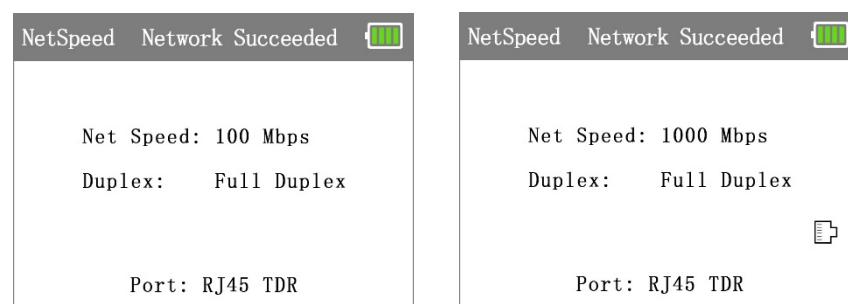 NetSpeed Network Succeeded
Net Speed: 100 Mbps
Duplex: Full Duplex
Port: RJ45 TDR
NetSpeed Network Succeeded
Net Speed: 1000 Mbps
Duplex: Full Duplex
Port: RJ45 TDR